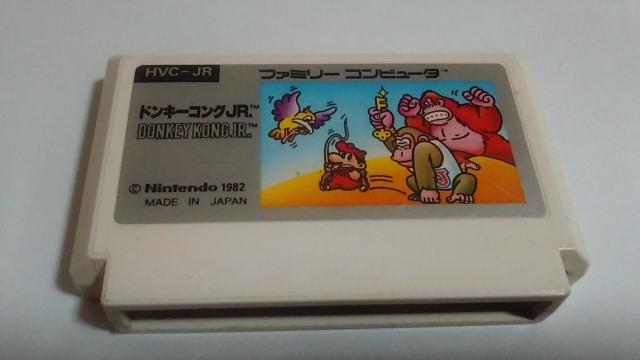 HVC-JR
ファミリー コンピュータ™
ドンキーコングJR.™
DONKEY KONG JR.™
© Nintendo 1982
MADE IN JAPAN
J